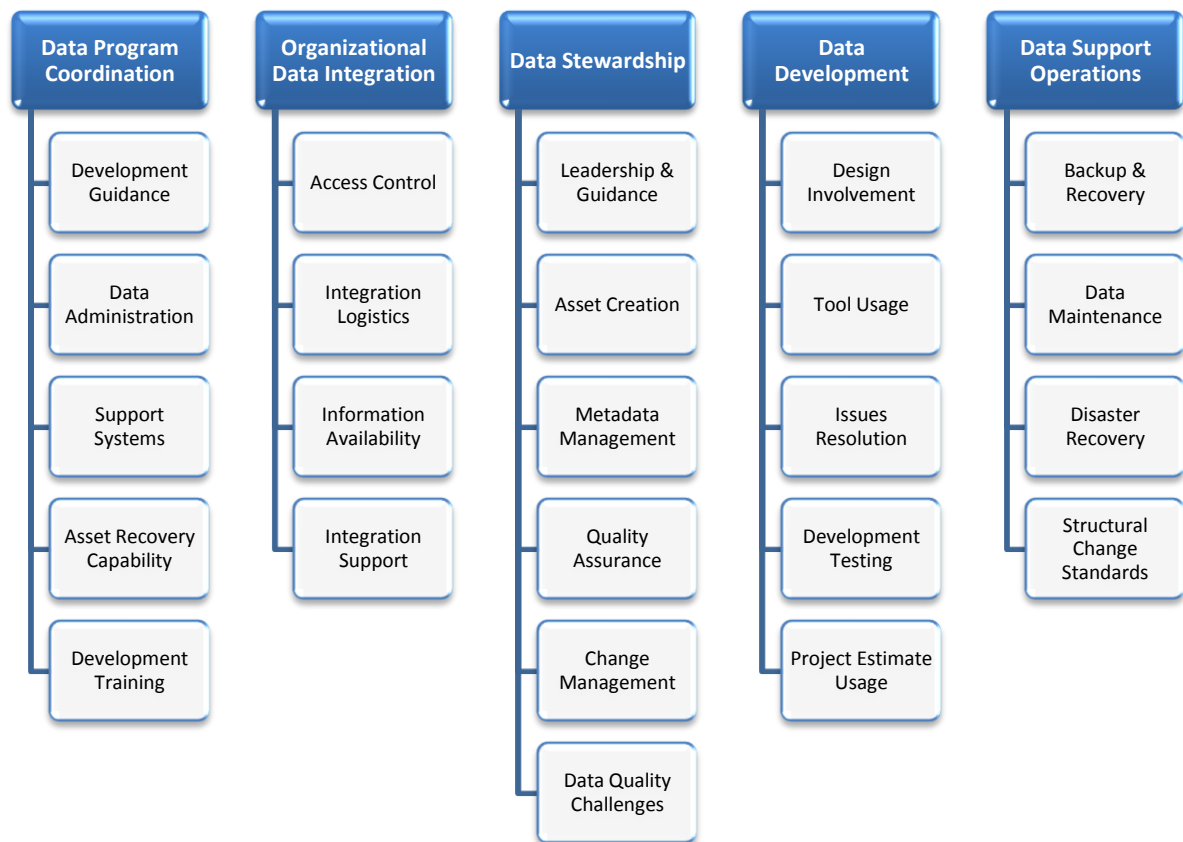 Data Program
Coordination
Development
Guidance
Data
Administration
Support
Systems
Asset Recovery
Capability
Development
Training
Organizational
Data Integration
Access Control
Integration
Logistics
Information
Availability
Integration
Support
Data Stewardship
Leadership &
Guidance
Asset Creation
Metadata
Management
Quality
Assurance
Change
Management
Data Quality
Challenges
Data
Development
Design
Involvement
Tool Usage
Issues
Resolution
Development
Testing
Project Estimate
Usage
Data Support
Operations
Backup &
Recovery
Data
Maintenance
Disaster
Recovery
Structural
Change
Standards